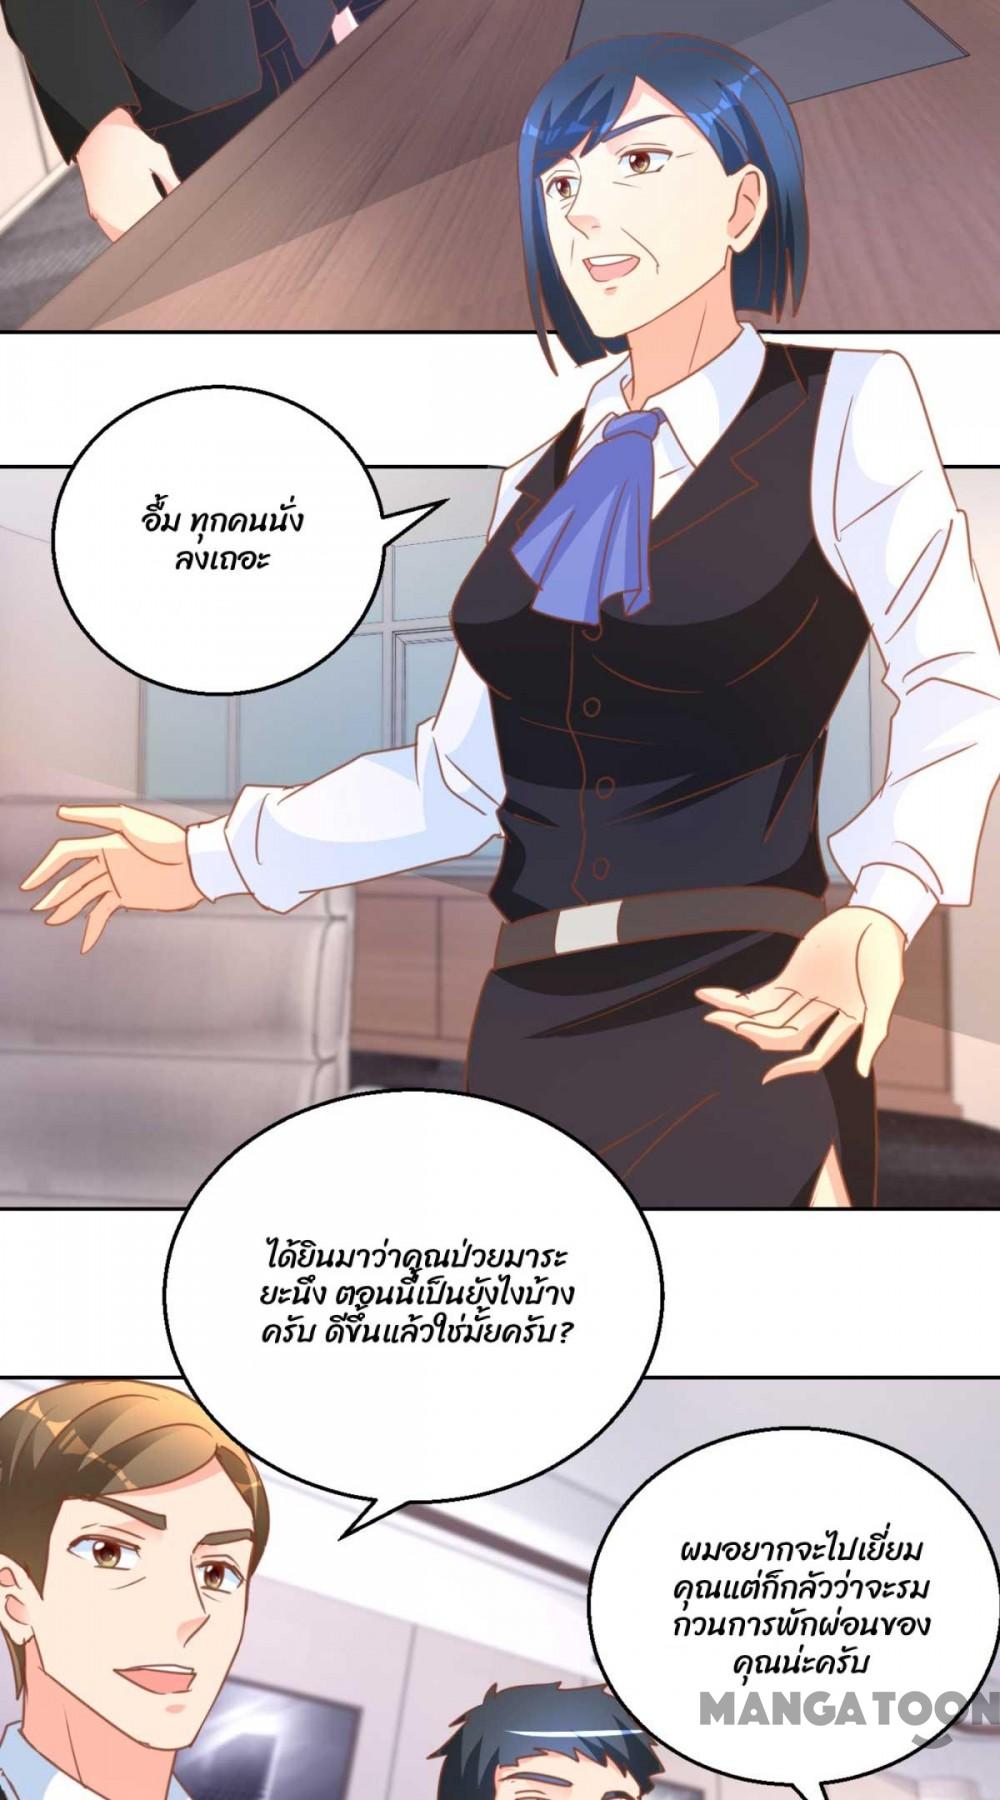 อื้ม ทุกคนนั่ง
ลงเถอะ
ได้ยินมาว่าคุณป่วยมาระ
ยะนึง ตอนนี้เป็นยังไงบ้าง
ครับ ดีขึ้นแล้วใช่มั้ยครับ?
ผมอยากจะไปเยี่ยม
คุณแต่ก็กลัวว่าจะรบ
กวนการพักผ่อนของ
คุณน่ะครับ
MANGATOON